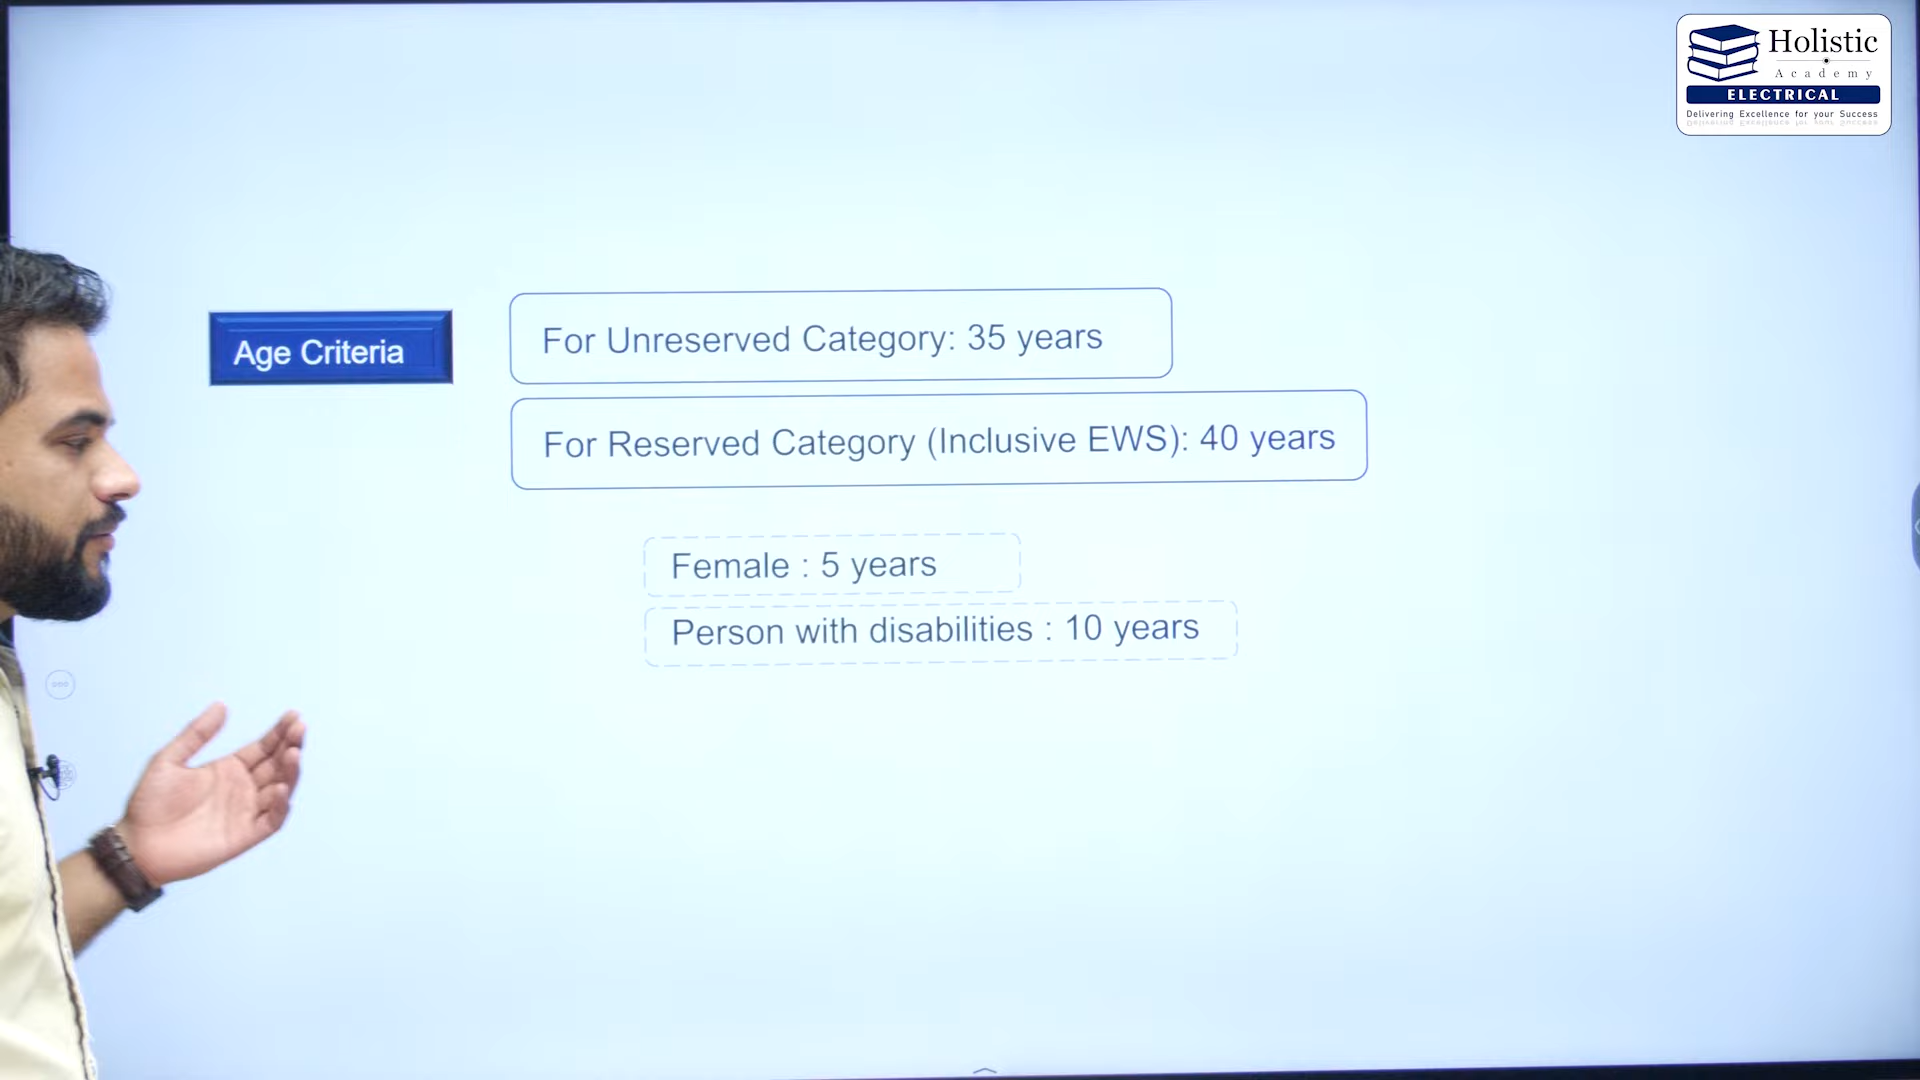 Holistic
Academy
ELECTRICAL
Delivering Excellence for your Success
Age Criteria
For Unreserved Category: 35 years
For Reserved Category (Inclusive EWS): 40 years
Female : 5 years
Person with disabilities : 10 years